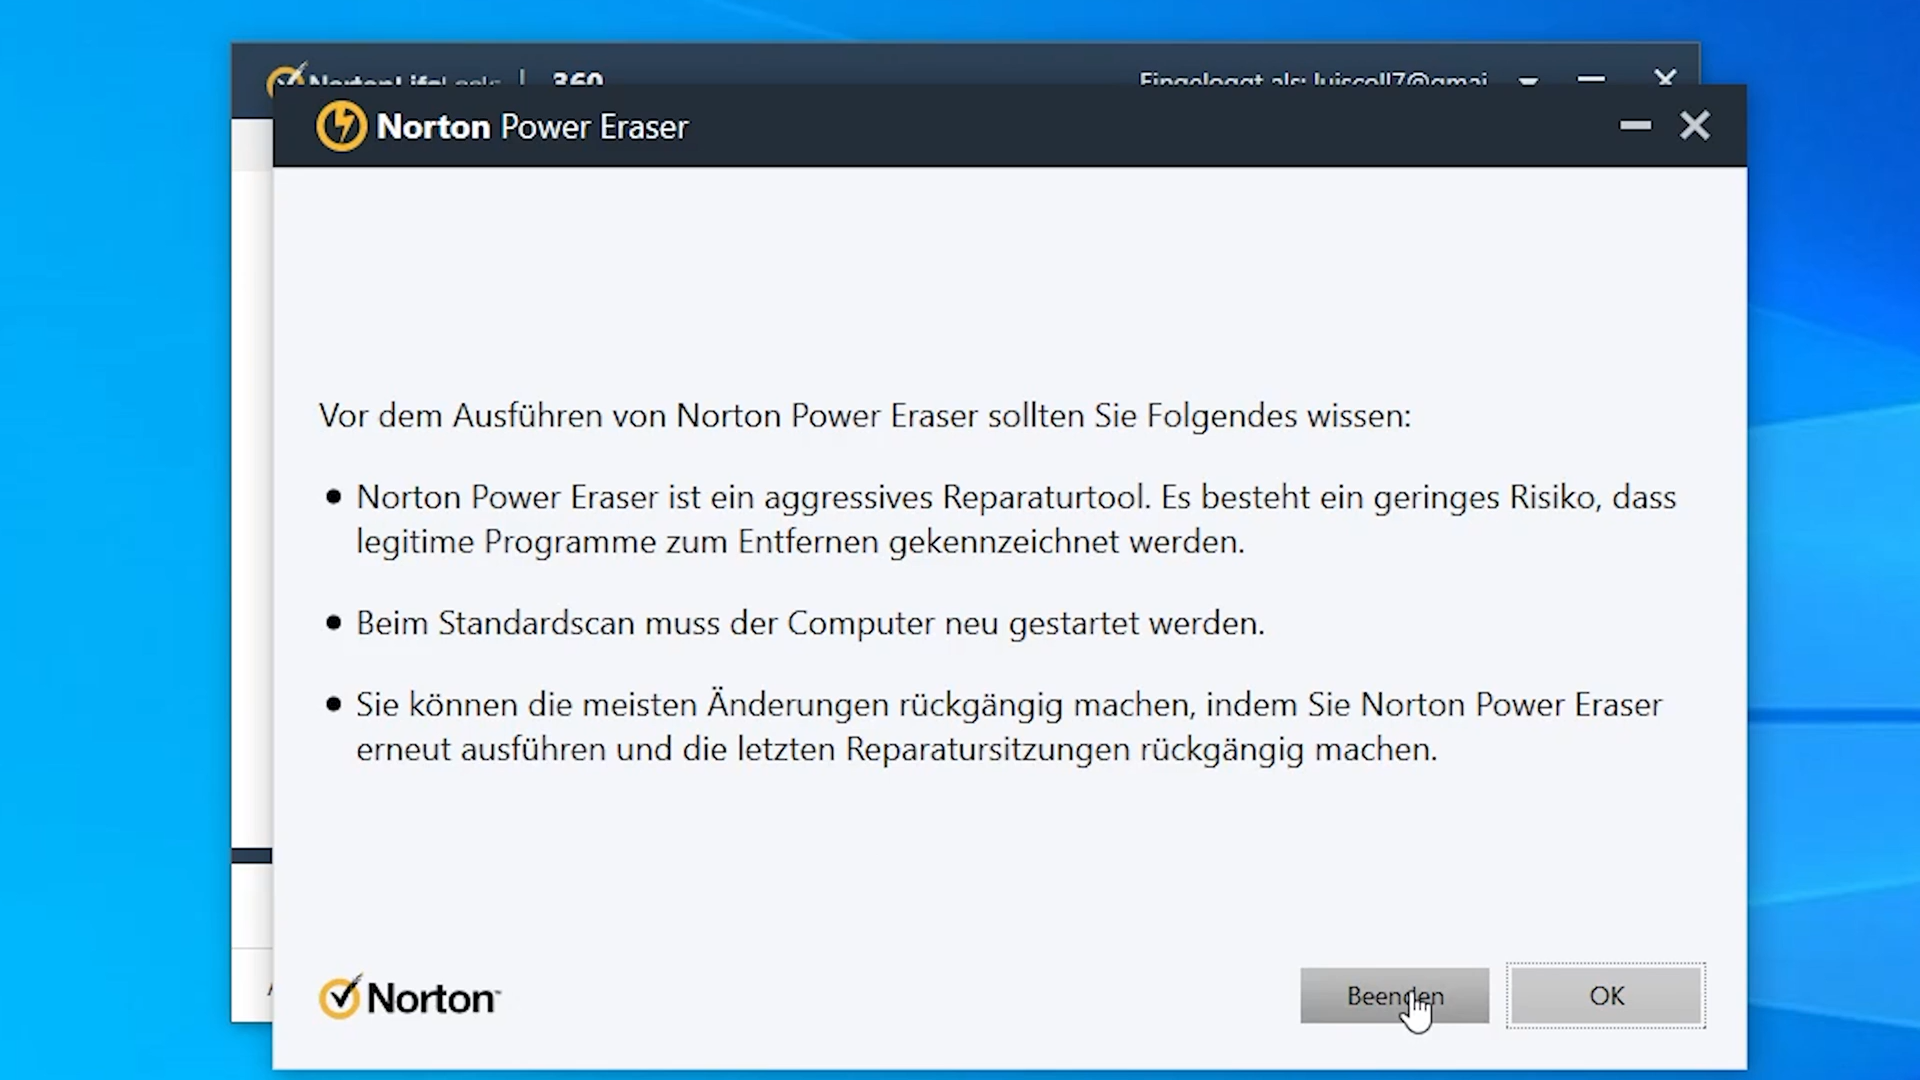 360
Norton Power Eraser
Vor dem Ausführen von Norton Power Eraser sollten Sie Folgendes wissen:
● Norton Power Eraser ist ein aggressives Reparaturtool. Es besteht ein geringes Risiko, dass
legitime Programme zum Entfernen gekennzeichnet werden.
● Beim Standardscan muss der Computer neu gestartet werden.
● Sie können die meisten Änderungen rückgängig machen, indem Sie Norton Power Eraser
erneut ausführen und die letzten Reparatursitzungen rückgängig machen.
Norton
Beenden OK